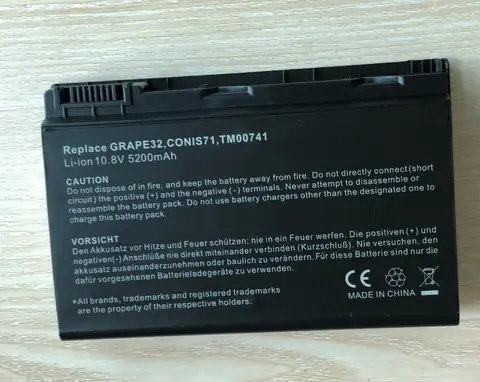 Replace GRAPE32,CONIS71,TM00741
Li-ion 10.8V 5200mAh
CAUTION
Do not dispose of in fire, and keep the battery away from fire. Do not directly connect (short
circuit ) the positive (+) and the negative (-) terminals. Never attempt to disassemble or
reassemble the battery pack. Do not use battery chargers other than the designated one to
charge this battery pack.
VORSICHT
Den Akkusatz vor Hitze und Feuer schützen; nie in ein Feuer werfen. Die positiven (+) und
negativen(-) Anschlüße nie direkt miteinander verbinden (Kurzschluß). Nie versuchen, den
akkusatz auseinanderzunehmen oder baulich zu verändern. Für diese Batterie sind nur die
dafür vorgesehenen Batterieladegeräte zu verwenden.
*All brands, trademarks and registered trademarks
are property of their respective holders.
CE
MADE IN CHINA